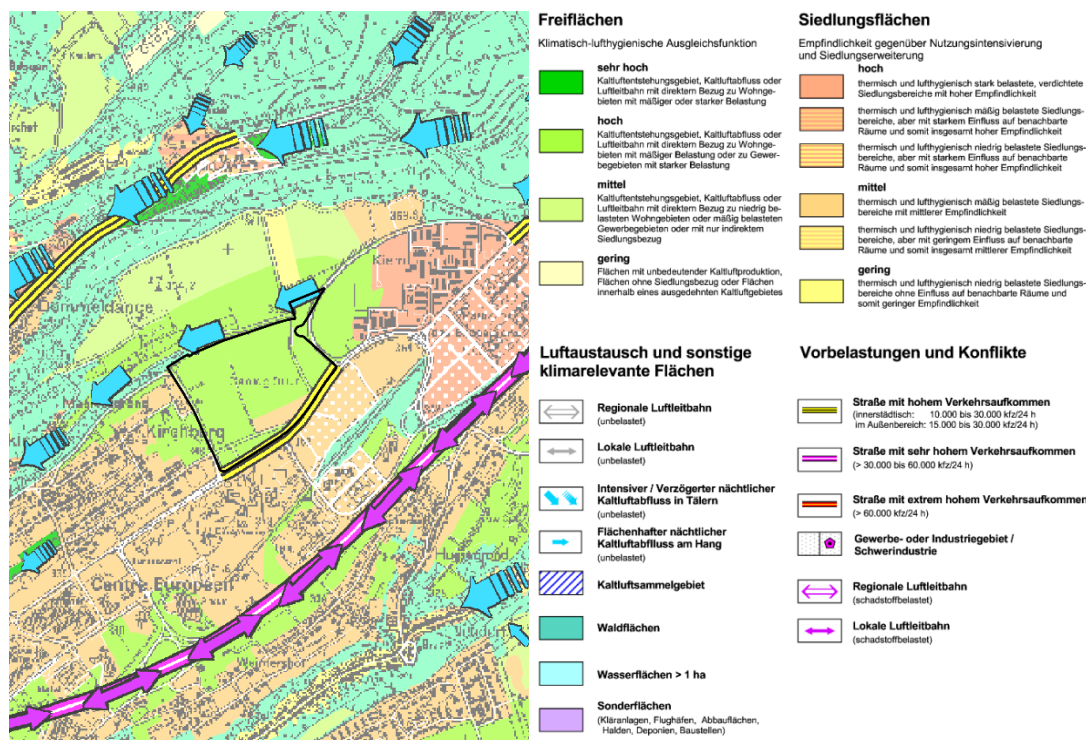 Dommeldange
Kiem
Kirchberg
Centre Européen
Weimershof
Freiflächen
Klimatisch-lufthygienische Ausgleichsfunktion
sehr hoch
Kaltluftentstehungsgebiet, Kaltluftabfluss oder
Luftleitbahn mit direktem Bezug zu Wohnge-
bieten mit mäßiger oder starker Belastung
hoch
Kaltluftentstehungsgebiet, Kaltluftabfluss oder
Luftleitbahn mit direktem Bezug zu Wohnge-
bieten mit mäßiger Belastung oder zu Gewer-
begebieten mit starker Belastung
mittel
Kaltluftentstehungsgebiet, Kaltluftabfluss oder
Luftleitbahn mit direktem Bezug zu niedrig be-
lasteten Wohngebieten oder mäßig belasteten
Gewerbegebieten oder mit nur indirektem
Siedlungsbezug
gering
Flächen mit unbedeutender Kaltluftproduktion,
Flächen ohne Siedlungsbezug oder Flächen
innerhalb eines ausgedehnten Kaltluftgebietes
Siedlungsflächen
Empfindlichkeit gegenüber Nutzungsintensivierung
und Siedlungserweiterung
hoch
thermisch und lufthygienisch stark belastete, verdichtete
Siedlungsbereiche mit hoher Empfindlichkeit
thermisch und lufthygienisch mäßig belastete Siedlungs-
bereiche, aber mit starkem Einfluss auf benachbarte
Räume und somit insgesamt hoher Empfindlichkeit
thermisch und lufthygienisch niedrig belastete Siedlungs-
bereiche, aber mit starkem Einfluss auf benachbarte
Räume und somit insgesamt hoher Empfindlichkeit
mittel
thermisch und lufthygienisch mäßig belastete Siedlungs-
bereiche mit mittlerer Empfindlichkeit
thermisch und lufthygienisch niedrig belastete Siedlungs-
bereiche, aber mit geringem Einfluss auf benachbarte
Räume und somit insgesamt mittlerer Empfindlichkeit
gering
thermisch und lufthygienisch niedrig belastete Siedlungs-
bereiche ohne Einfluss auf benachbarte Räume und
somit geringer Empfindlichkeit
Luftaustausch und sonstige
klimarelevante Flächen
Regionale Luftleitbahn
(unbelastet)
Lokale Luftleitbahn
(unbelastet)
Intensiver / Verzögerter nächtlicher
Kaltluftabfluss in Tälern
(unbelastet)
Flächenhafter nächtlicher
Kaltluftabflluss am Hang
(unbelastet)
Kaltluftsammelgebiet
Waldflächen
Wasserflächen > 1 ha
Sonderflächen
(Kläranlagen, Flughäfen, Abbauflächen,
Halden, Deponien, Baustellen)
Vorbelastungen und Konflikte
Straße mit hohem Verkehrsaufkommen
(innerstädtisch: 10.000 bis 30.000 kfz/24 h
im Außenbereich: 15.000 bis 30.000 kfz/24 h)
Straße mit sehr hohem Verkehrsaufkommen
(> 30.000 bis 60.000 kfz/24 h)
Straße mit extrem hohem Verkehrsaufkommen
(> 60.000 kfz/24 h)
Gewerbe- oder Industriegebiet /
Schwerindustrie
Regionale Luftleitbahn
(schadstoffbelastet)
Lokale Luftleitbahn
(schadstoffbelastet)